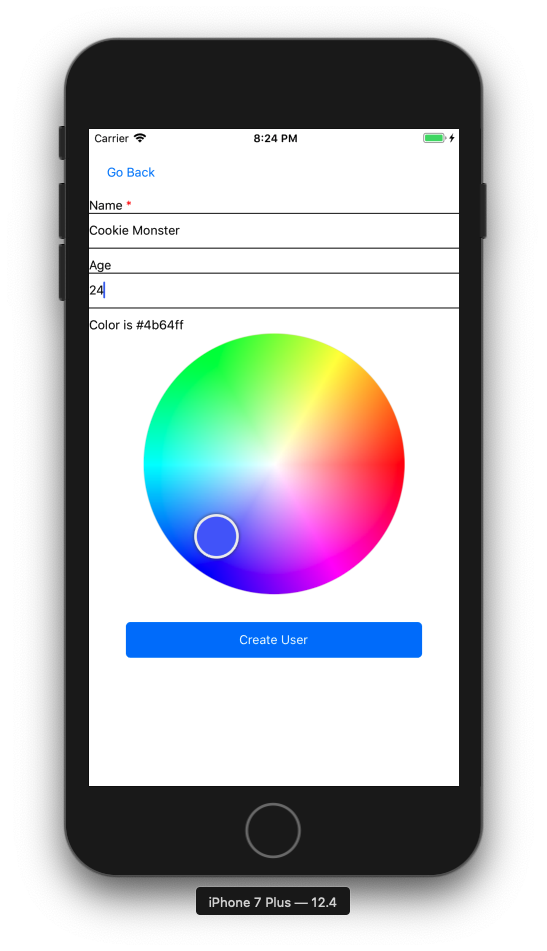 Carrier 8:24 PM
Go Back
Name *
Cookie Monster
Age
24
Color is #4b64ff
Create User
iPhone 7 Plus — 12.4